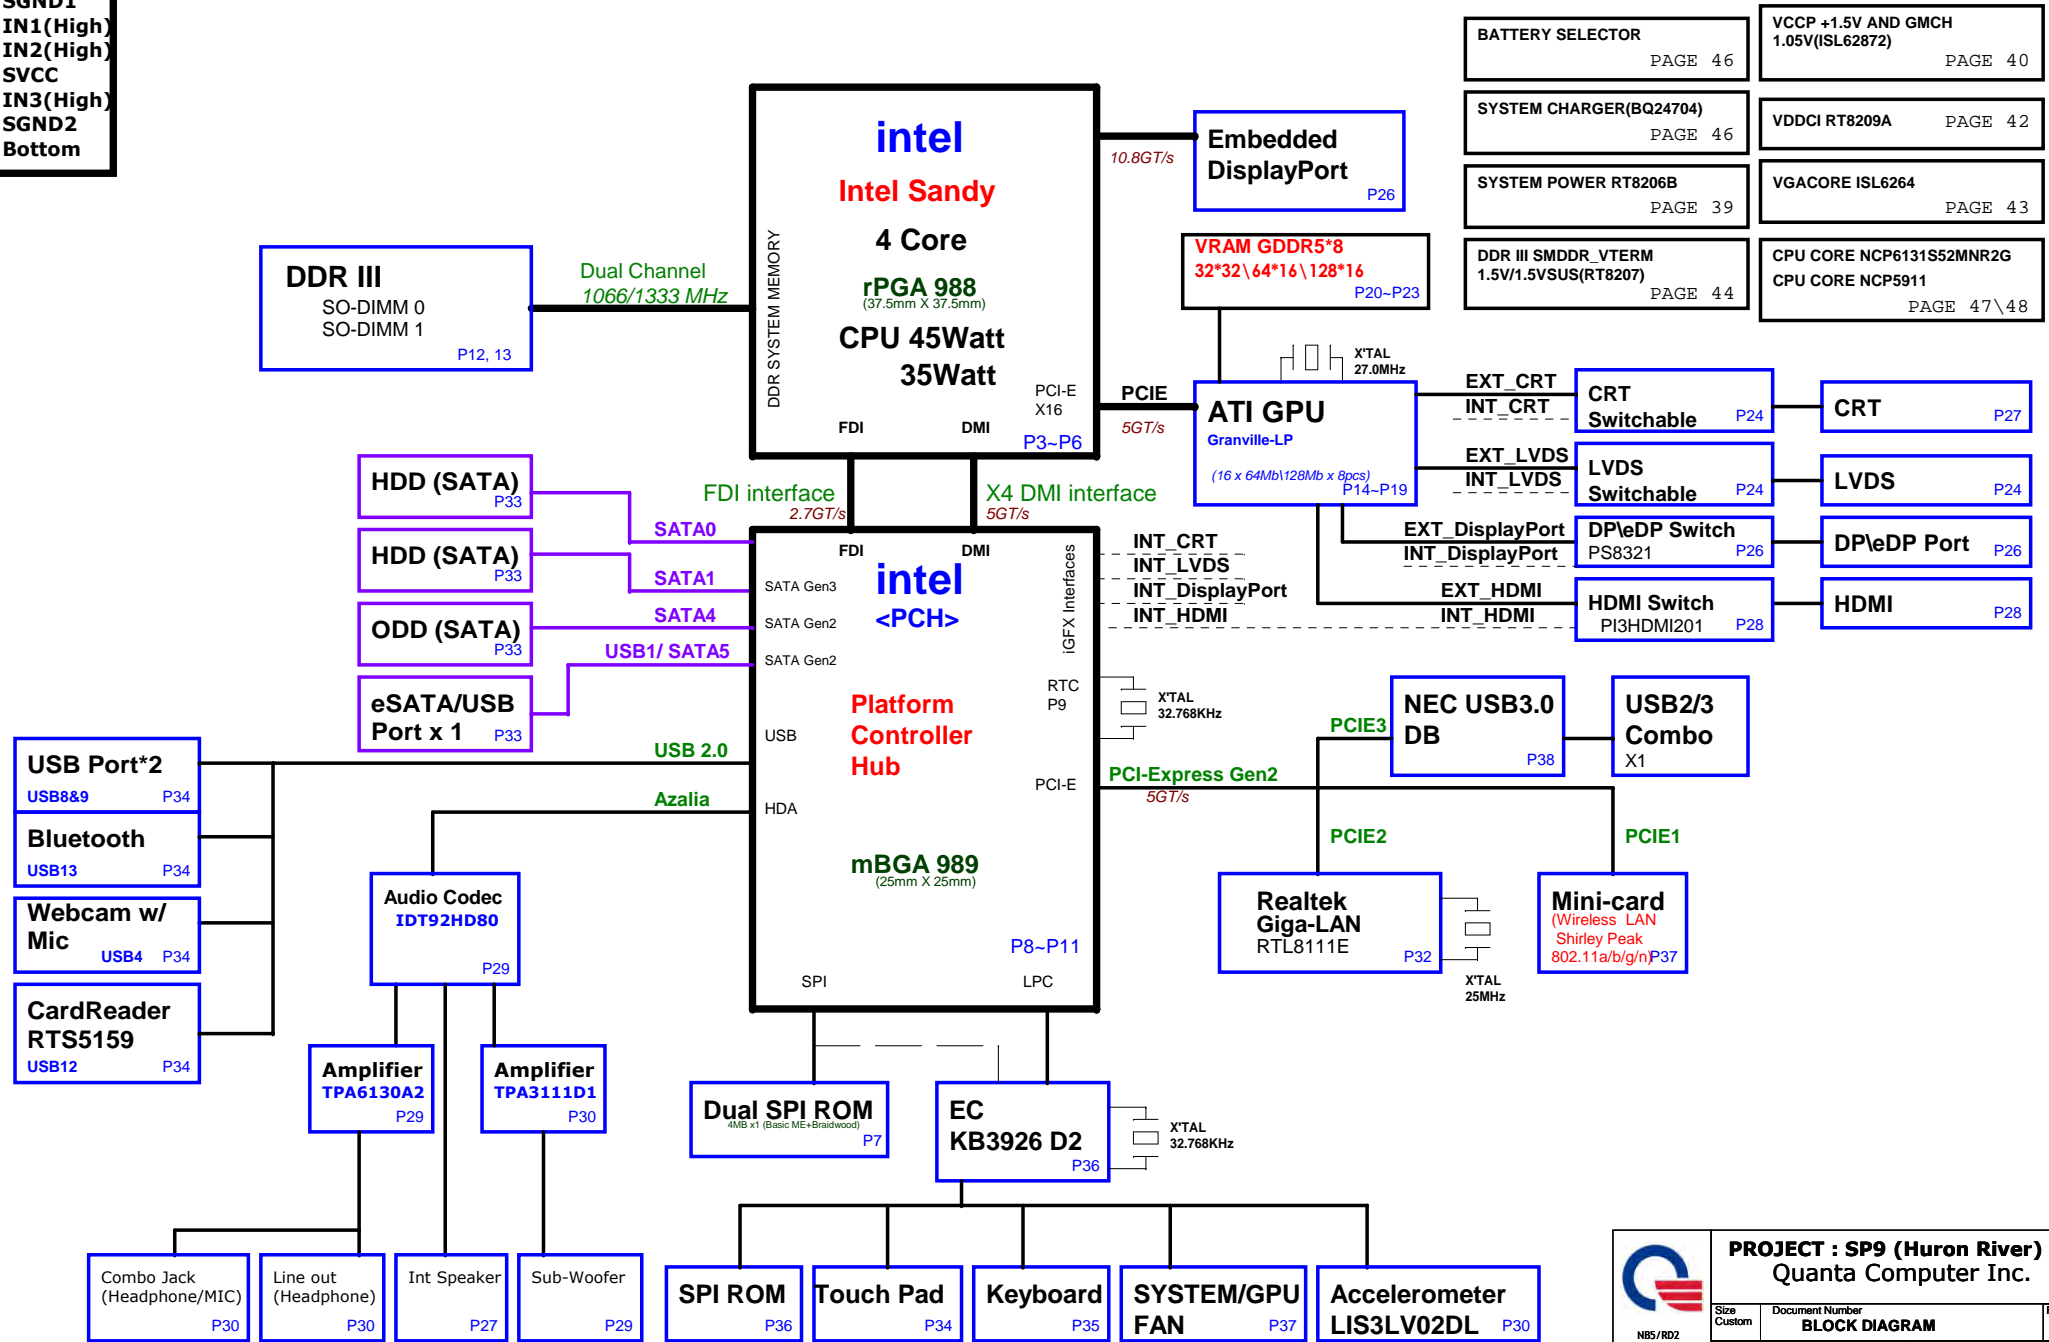 SGND1
IN1(High)
IN2(High)
SVCC
IN3(High)
SGND2
Bottom
BATTERY SELECTOR
PAGE 46
VCCP +1.5V AND GMCH
1.05V(ISL62872)
PAGE 40
SYSTEM CHARGER(BQ24704)
PAGE 46
VDDCI RT8209A PAGE 42
SYSTEM POWER RT8206B
PAGE 39
VGACORE ISL6264
PAGE 43
DDR III SMDDR_VTERM
1.5V/1.5VSUS(RT8207)
PAGE 44
CPU CORE NCP6131S52MNR2G
CPU CORE NCP5911
PAGE 47\48
intel
Intel Sandy
4 Core
rPGA 988
(37.5mm X 37.5mm)
CPU 45Watt
35Watt
DDR SYSTEM MEMORY
PCI-E
X16
FDI
DMI
P3~P6
10.8GT/s
Embedded
DisplayPort
P26
DDR III
SO-DIMM 0
SO-DIMM 1
P12, 13
Dual Channel
1066/1333 MHz
VRAM GDDR5*8
32*32\64*16\128*16
P20~P23
X'TAL
27.0MHz
PCIE
5GT/s
ATI GPU
Granville-LP
(16 x 64Mb\128Mb x 8pcs)
P14~P19
EXT_CRT
INT_CRT
CRT
Switchable
P24
CRT
P27
EXT_LVDS
INT_LVDS
LVDS
Switchable
P24
LVDS
P24
EXT_DisplayPort
INT_DisplayPort
DP\eDP Switch
PS8321
P26
DP\eDP Port
P26
EXT_HDMI
INT_HDMI
HDMI Switch
PI3HDMI201
P28
HDMI
P28
FDI interface
2.7GT/s
X4 DMI interface
5GT/s
HDD (SATA)
P33
SATA0
HDD (SATA)
P33
SATA1
ODD (SATA)
P33
SATA4
eSATA/USB
Port x 1
P33
USB1/ SATA5
FDI
DMI
intel
<PCH>
SATA Gen3
SATA Gen2
SATA Gen2
iGFX Interfaces
INT_CRT
INT_LVDS
INT_DisplayPort
INT_HDMI
Platform
Controller
Hub
RTC
P9
X'TAL
32.768KHz
USB
HDA
PCI-E
mBGA 989
(25mm X 25mm)
P8~P11
SPI
LPC
USB 2.0
Azalia
USB Port*2
USB8&9
P34
Bluetooth
USB13
P34
Webcam w/
Mic
USB4
P34
CardReader
RTS5159
USB12
P34
PCI-Express Gen2
5GT/s
PCIE3
NEC USB3.0
DB
P38
USB2/3
Combo
X1
PCIE2
PCIE1
Realtek
Giga-LAN
RTL8111E
P32
X'TAL
25MHz
Mini-card
(Wireless LAN
Shirley Peak
802.11a/b/g/n)
P37
Audio Codec
IDT92HD80
P29
Amplifier
TPA6130A2
P29
Amplifier
TPA3111D1
P30
Dual SPI ROM
4MB x1 (Basic ME+Braidwood)
P7
EC
KB3926 D2
P36
X'TAL
32.768KHz
Combo Jack
(Headphone/MIC)
P30
Line out
(Headphone)
P30
Int Speaker
P27
Sub-Woofer
P29
SPI ROM
P36
Touch Pad
P34
Keyboard
P35
SYSTEM/GPU
FAN
P37
Accelerometer
LIS3LV02DL
P30
NB5/RD2
PROJECT : SP9 (Huron River)
Quanta Computer Inc.
Size
Custom
Document Number
BLOCK DIAGRAM